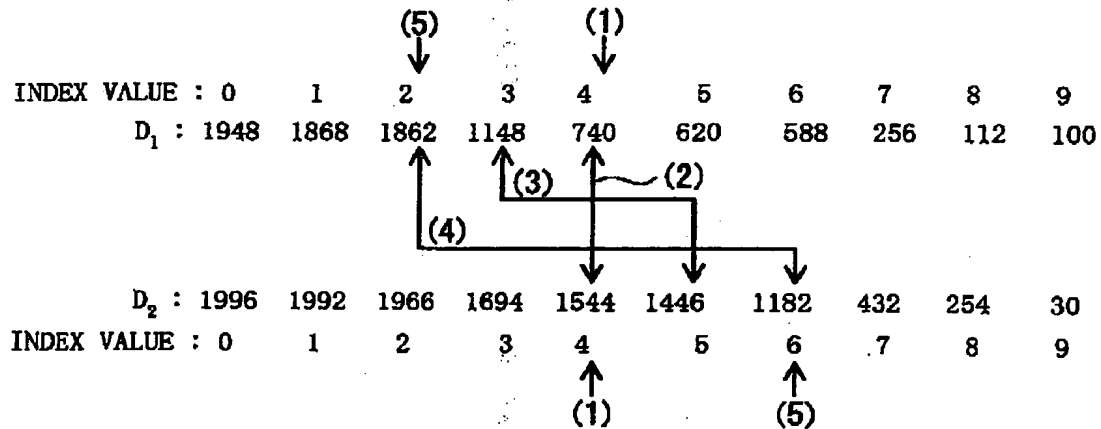 (5) (1)
INDEX VALUE : 0 1 2 3 4 5 6 7 8 9
D₁ : 1948 1868 1862 1148 740 620 588 256 112 100
(3) (2)
(4)
D₂ : 1996 1992 1966 1694 1544 1446 1182 432 254 30
INDEX VALUE : 0 1 2 3 4 5 6 7 8 9
(1) (5)